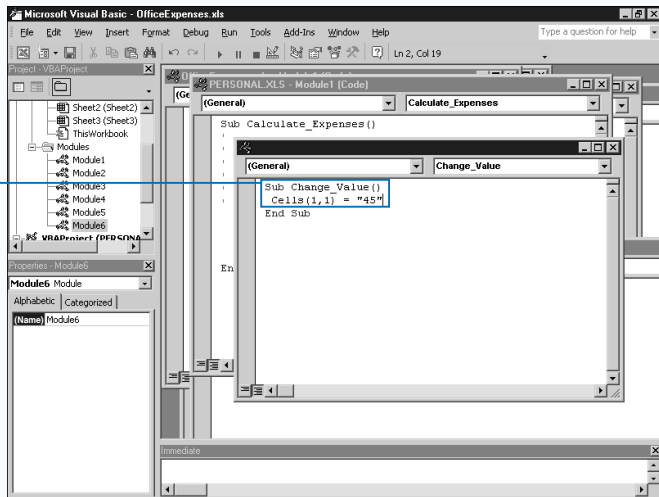 Microsoft Visual Basic - OfficeExpenses.xls
File Edit View Insert Format Debug Run Tools Add-Ins Window Help
Type a question for help
Ln 2, Col 19
Project - VBAProject
Sheet2 (Sheet2)
Sheet3 (Sheet3)
ThisWorkbook
Modules
Module1
Module2
Module3
Module4
Module5
Module6
VBAProject (PERSONA
Properties - Module6
Module6 Module
Alphabetic Categorized
(Name) Module6
(Ge
PERSONAL.XLS - Module1 (Code)
(General) Calculate_Expenses
Sub Calculate_Expenses()
En
(General) Change_Value
Sub Change_Value()
Cells(1,1) = "45"
End Sub
Immediate